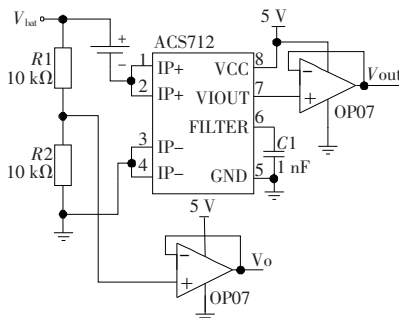 V_bat
R1
10 kΩ
R2
10 kΩ
+
−
ACS712
1
IP+
2
IP+
3
IP−
4
IP−
VCC
8
VIOUT
7
FILTER
6
GND
5
C1
1 nF
5 V
−
+
OP07
Vout
5 V
−
+
OP07
Vo